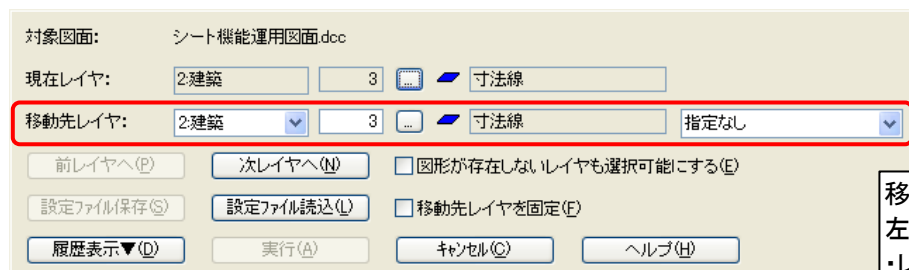 対象図面: シート機能運用図面.dcc
現在レイヤ: 2:建築 3 ... 寸法線
移動先レイヤ: 2:建築 3 ... 寸法線 指定なし
前レイヤへ(P) 次レイヤへ(N) 図形が存在しないレイヤも選択可能にする(E)
設定ファイル保存(S) 設定ファイル読込(L) 移動先レイヤを固定(F)
履歴表示▼(D) 実行(A) キャンセル(C) ヘルプ(H)
移
左